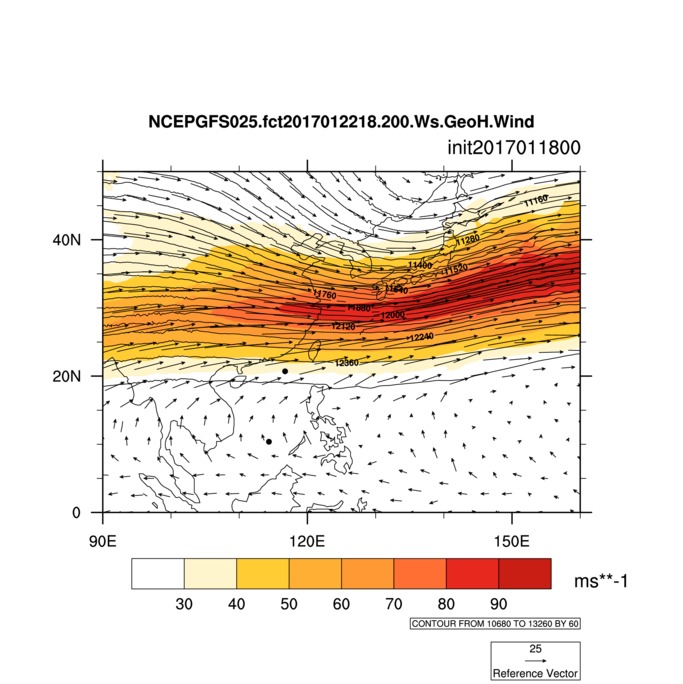 NCEPGFS025.fct2017012218.200.Ws.GeoH.Wind
init2017011800
11160
40N
11280
11400
11520
11640
11760
11880
12000
12120
12240
12360
20N
0
90E 120E 150E
ms**-1
30 40 50 60 70 80 90
CONTOUR FROM 10680 TO 13260 BY 60
25
Reference Vector